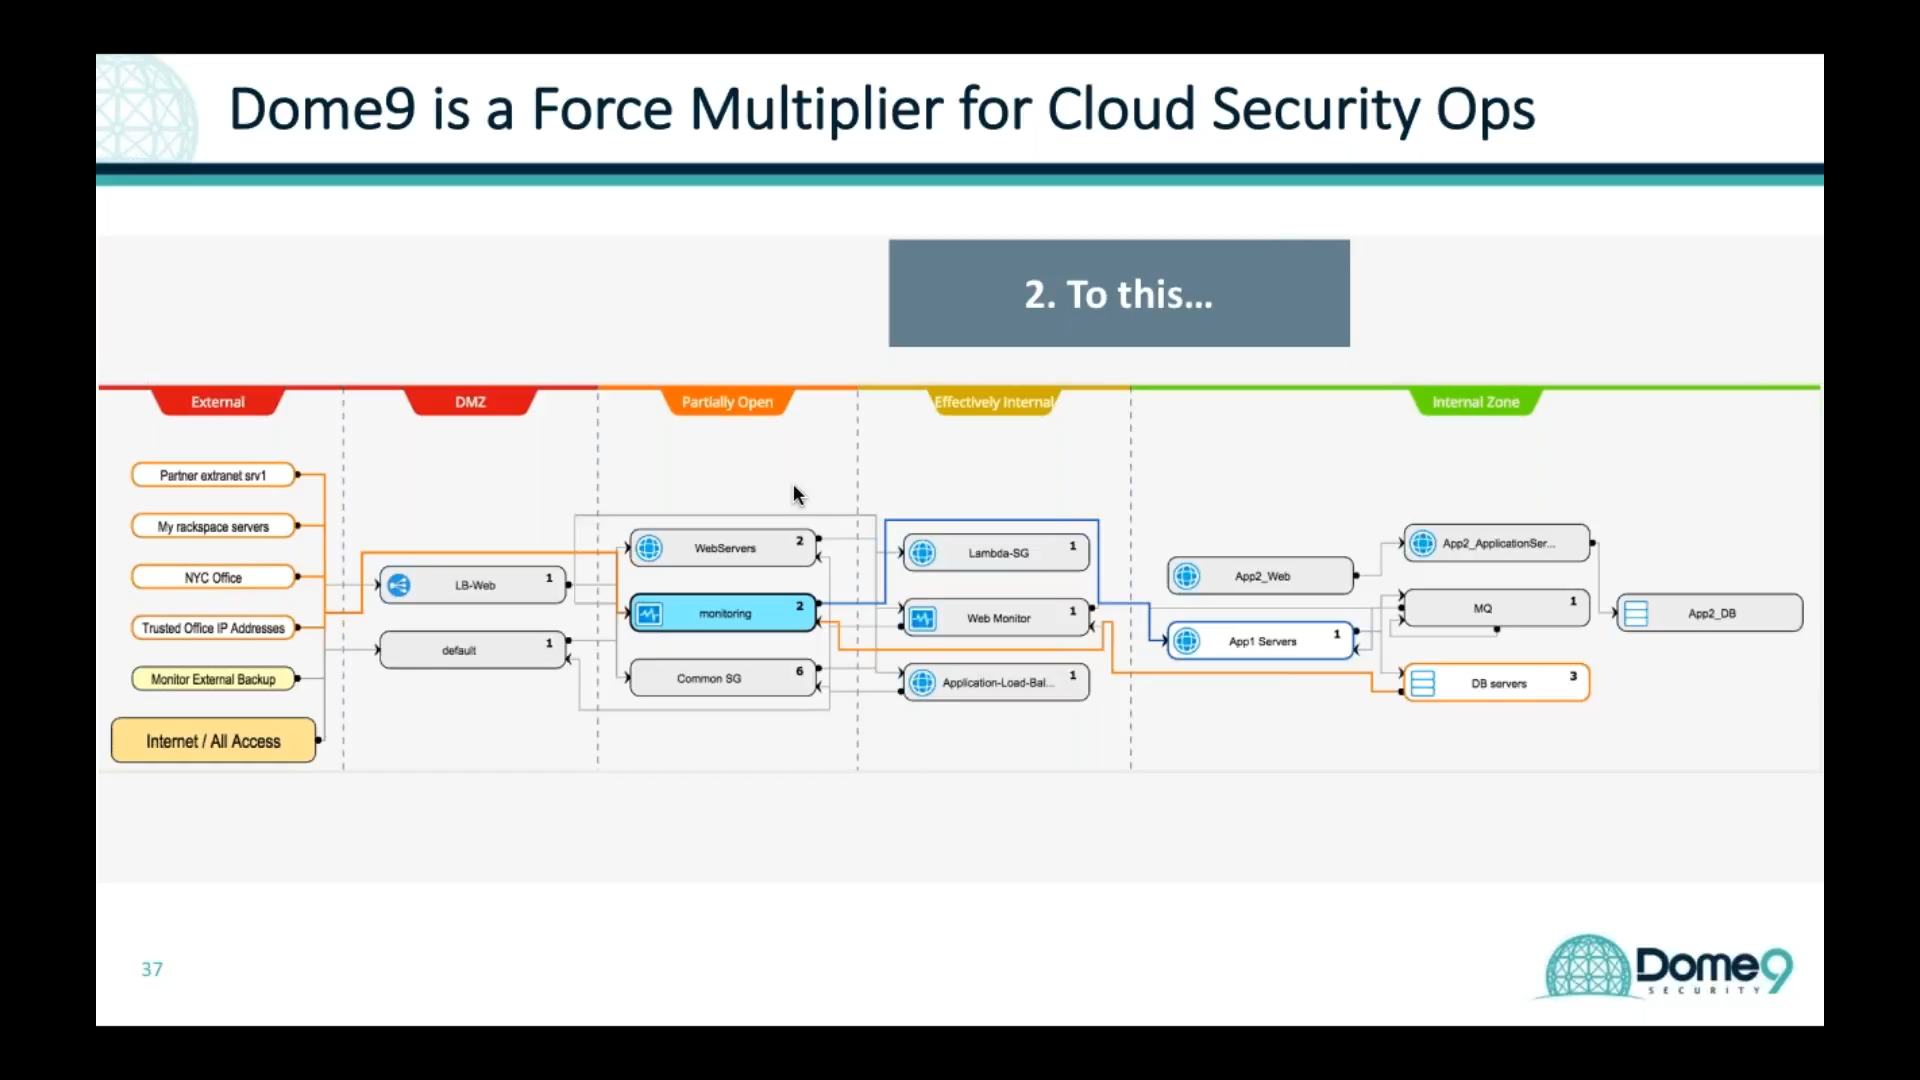 Dome9 is a Force Multiplier for Cloud Security Ops
2. To this...
External
DMZ
Partially Open
Effectively Internal
Internal Zone
Partner extranet srv1
My rackspace servers
NYC Office
Trusted Office IP Addresses
Monitor External Backup
Internet / All Access
LB-Web 1
default 1
WebServers 2
monitoring 2
Common SG 6
Lambda-SG 1
Web Monitor 1
Application-Load-Bal... 1
App2_Web
App1 Servers 1
App2_ApplicationSer...
MQ 1
DB servers 3
App2_DB
37
Dome9
SECURITY